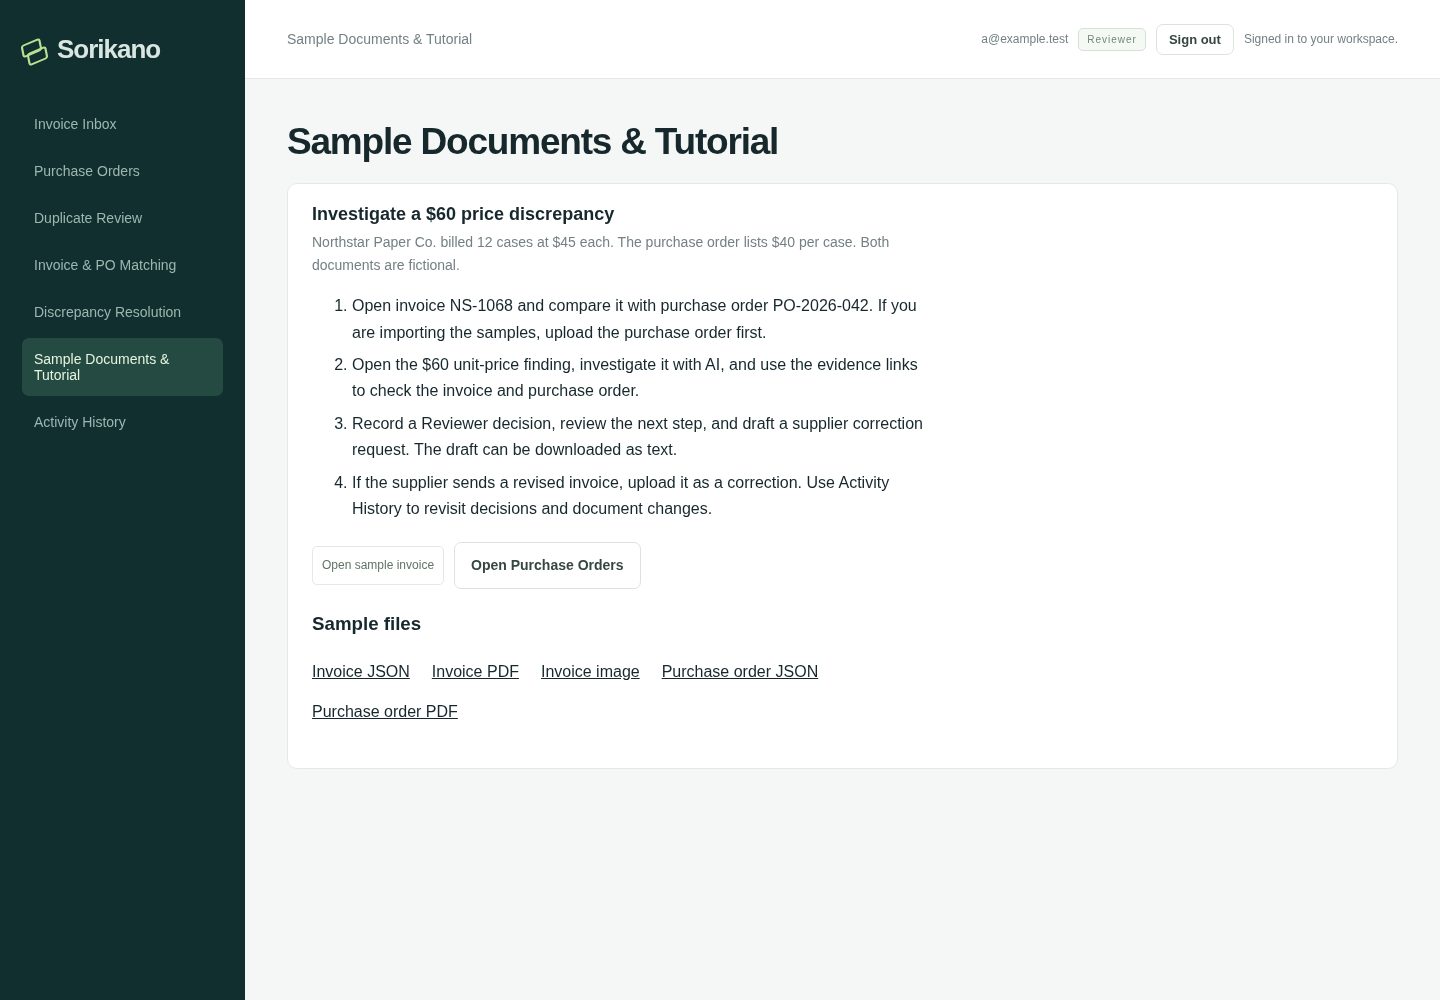 Sorikano
Invoice Inbox
Purchase Orders
Duplicate Review
Invoice & PO Matching
Discrepancy Resolution
Sample Documents &
Tutorial
Activity History
Sample Documents & Tutorial
a@example.test
Reviewer
Sign out
Signed in to your workspace.
Sample Documents & Tutorial
Investigate a $60 price discrepancy
Northstar Paper Co. billed 12 cases at $45 each. The purchase order lists $40 per case. Both
documents are fictional.
1. Open invoice NS-1068 and compare it with purchase order PO-2026-042. If you
are importing the samples, upload the purchase order first.
2. Open the $60 unit-price finding, investigate it with AI, and use the evidence links
to check the invoice and purchase order.
3. Record a Reviewer decision, review the next step, and draft a supplier correction
request. The draft can be downloaded as text.
4. If the supplier sends a revised invoice, upload it as a correction. Use Activity
History to revisit decisions and document changes.
Open sample invoice
Open Purchase Orders
Sample files
Invoice JSON Invoice PDF Invoice image Purchase order JSON
Purchase order PDF